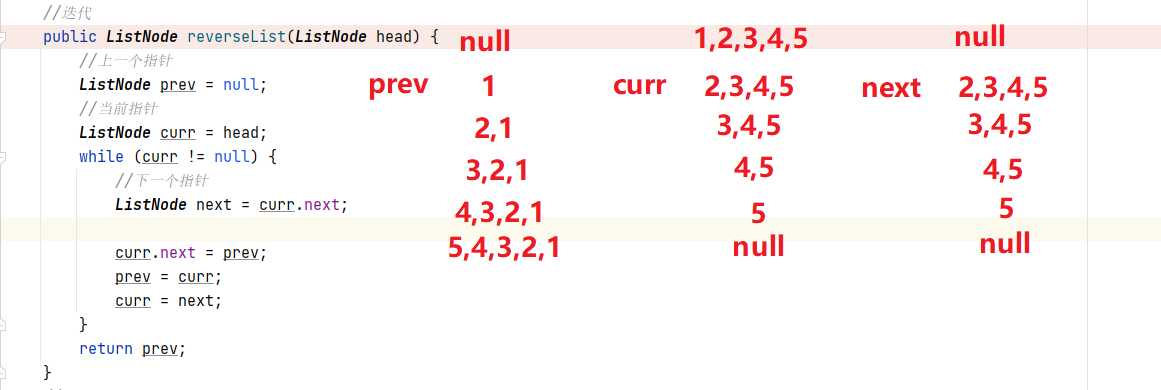 //迭代
public ListNode reverseList(ListNode head) { null 1,2,3,4,5 null
//上一个指针
ListNode prev = null; prev 1 curr 2,3,4,5 next 2,3,4,5
//当前指针
ListNode curr = head; 2,1 3,4,5 3,4,5
while (curr != null) {
//下一个指针 3,2,1 4,5 4,5
ListNode next = curr.next; 4,3,2,1 5 5
curr.next = prev; 5,4,3,2,1 null null
prev = curr;
curr = next;
}
return prev;
}